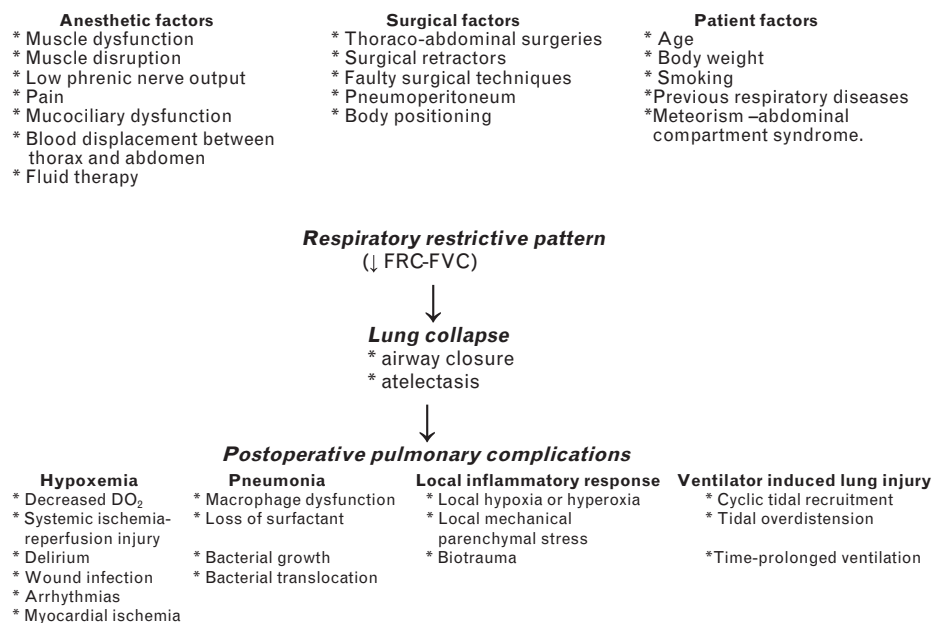 Anesthetic factors
* Muscle dysfunction
* Muscle disruption
* Low phrenic nerve output
* Pain
* Mucociliary dysfunction
* Blood displacement between
thorax and abdomen
* Fluid therapy
Surgical factors
* Thoraco-abdominal surgeries
* Surgical retractors
* Faulty surgical techniques
* Pneumoperitoneum
* Body positioning
Patient factors
* Age
* Body weight
* Smoking
*Previous respiratory diseases
*Meteorism –abdominal
compartment syndrome.
Respiratory restrictive pattern
(↓ FRC-FVC)
Lung collapse
* airway closure
* atelectasis
Postoperative pulmonary complications
Hypoxemia
* Decreased DO₂
* Systemic ischemia-
reperfusion injury
* Delirium
* Wound infection
* Arrhythmias
* Myocardial ischemia
Pneumonia
* Macrophage dysfunction
* Loss of surfactant
* Bacterial growth
* Bacterial translocation
Local inflammatory response
* Local hypoxia or hyperoxia
* Local mechanical
parenchymal stress
* Biotrauma
Ventilator induced lung injury
* Cyclic tidal recruitment
* Tidal overdistension
*Time-prolonged ventilation